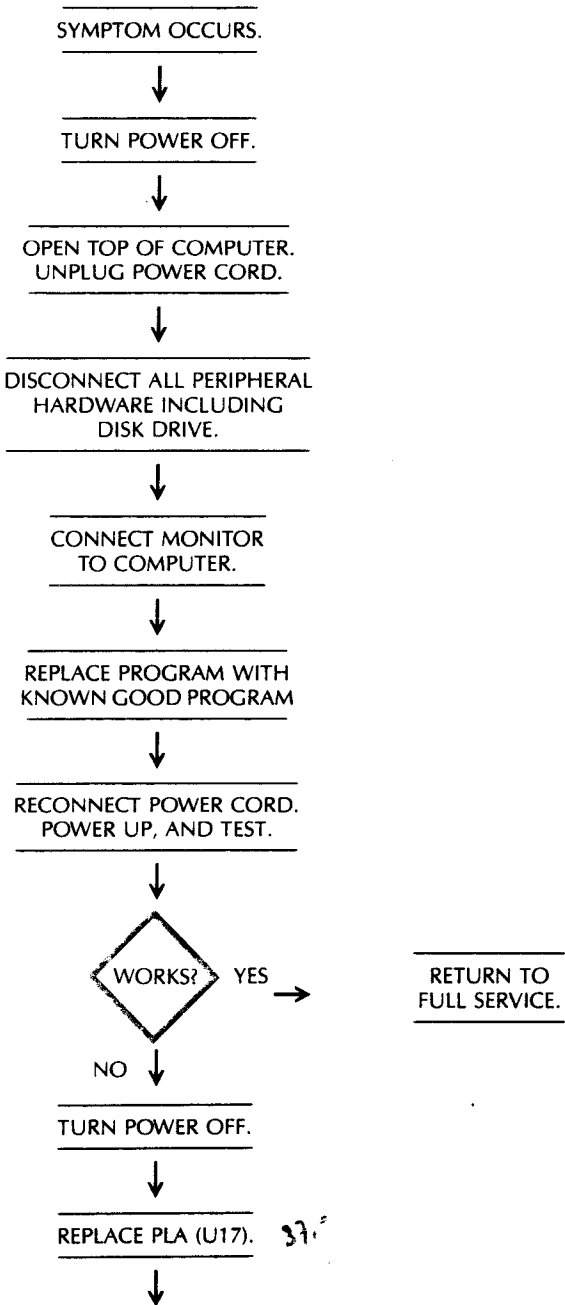 SYMPTOM OCCURS.
TURN POWER OFF.
OPEN TOP OF COMPUTER.
UNPLUG POWER CORD.
DISCONNECT ALL PERIPHERAL
HARDWARE INCLUDING
DISK DRIVE.
CONNECT MONITOR
TO COMPUTER.
REPLACE PROGRAM WITH
KNOWN GOOD PROGRAM
RECONNECT POWER CORD.
POWER UP, AND TEST.
WORKS? YES
RETURN TO
FULL SERVICE.
NO
TURN POWER OFF.
REPLACE PLA (U17).